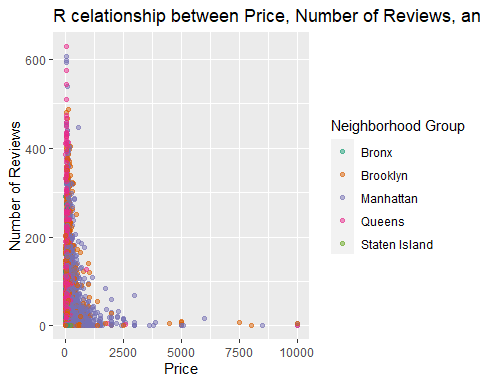 R celationship between Price, Number of Reviews, an
600
400
200
0
Number of Reviews
0 2500 5000 7500 10000
Price
Neighborhood Group
Bronx
Brooklyn
Manhattan
Queens
Staten Island